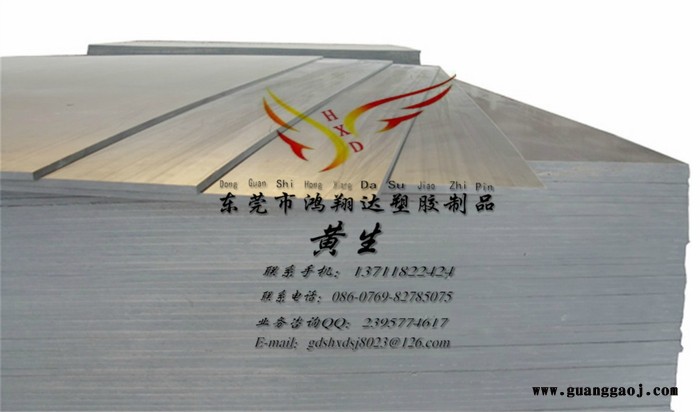 H
X
D
Dong Guan Shi Hong Xiang Da Su Jiao Zhi Pin
东莞市鸿翔达塑胶制品
黄生
联系手机：13711822424
联系电话：086-0769-82785075
业务咨询QQ：2395774617
E-mail：gdshxdsj8023@126.com
www.guanggaoj.com